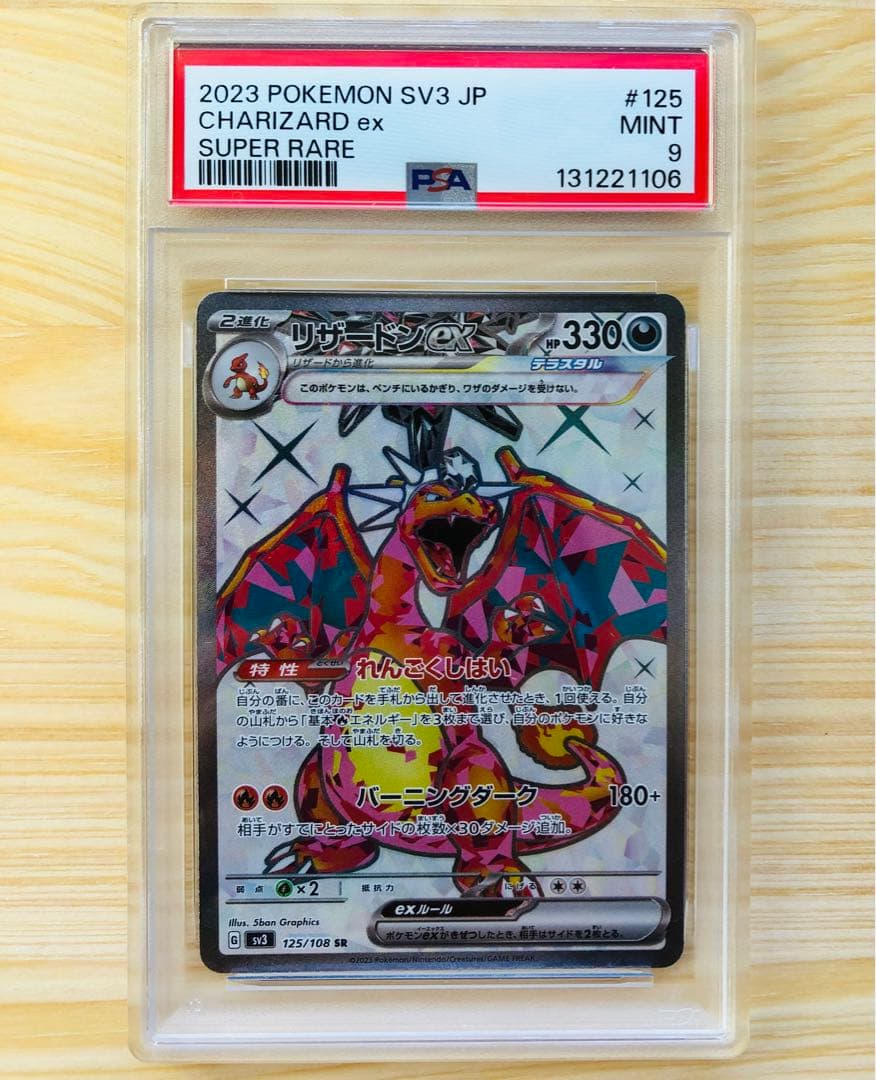 2023 POKEMON SV3 JP #125
CHARIZARD ex MINT
SUPER RARE 9
PSA 131221106
2進化 リザードンex HP330
リザードから進化 テラスタル
このポケモンは、ベンチにいるかぎり、ワザのダメージを受けない。
特性 とくせい れんごくしはい
自分の番に、このカードを手札から出して進化させたとき、1回使える。自分
の山札から「基本エネルギー」を3枚まで選び、自分のポケモンに好きな
ようにつける。そして山札を切る。
バーニングダーク 180+
相手がすでにとったサイドの枚数×30ダメージ追加。
弱点 ×2 抵抗力 にげる
exルール
ポケモンexがきぜつしたとき、相手はサイドを2枚とる。
Illus. 5ban Graphics
G sv3 125/108 SR
©2023 Pokémon/Nintendo/Creatures/GAME FREAK.